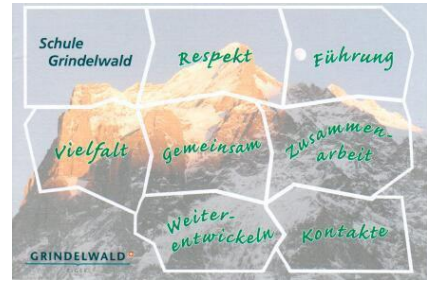 Schule
Grindelwald
Respekt
Führung
Vielfalt
Gemeinsam
Zusammen-
arbeit
Weiter-
entwickeln
Kontakte
GRINDELWALD